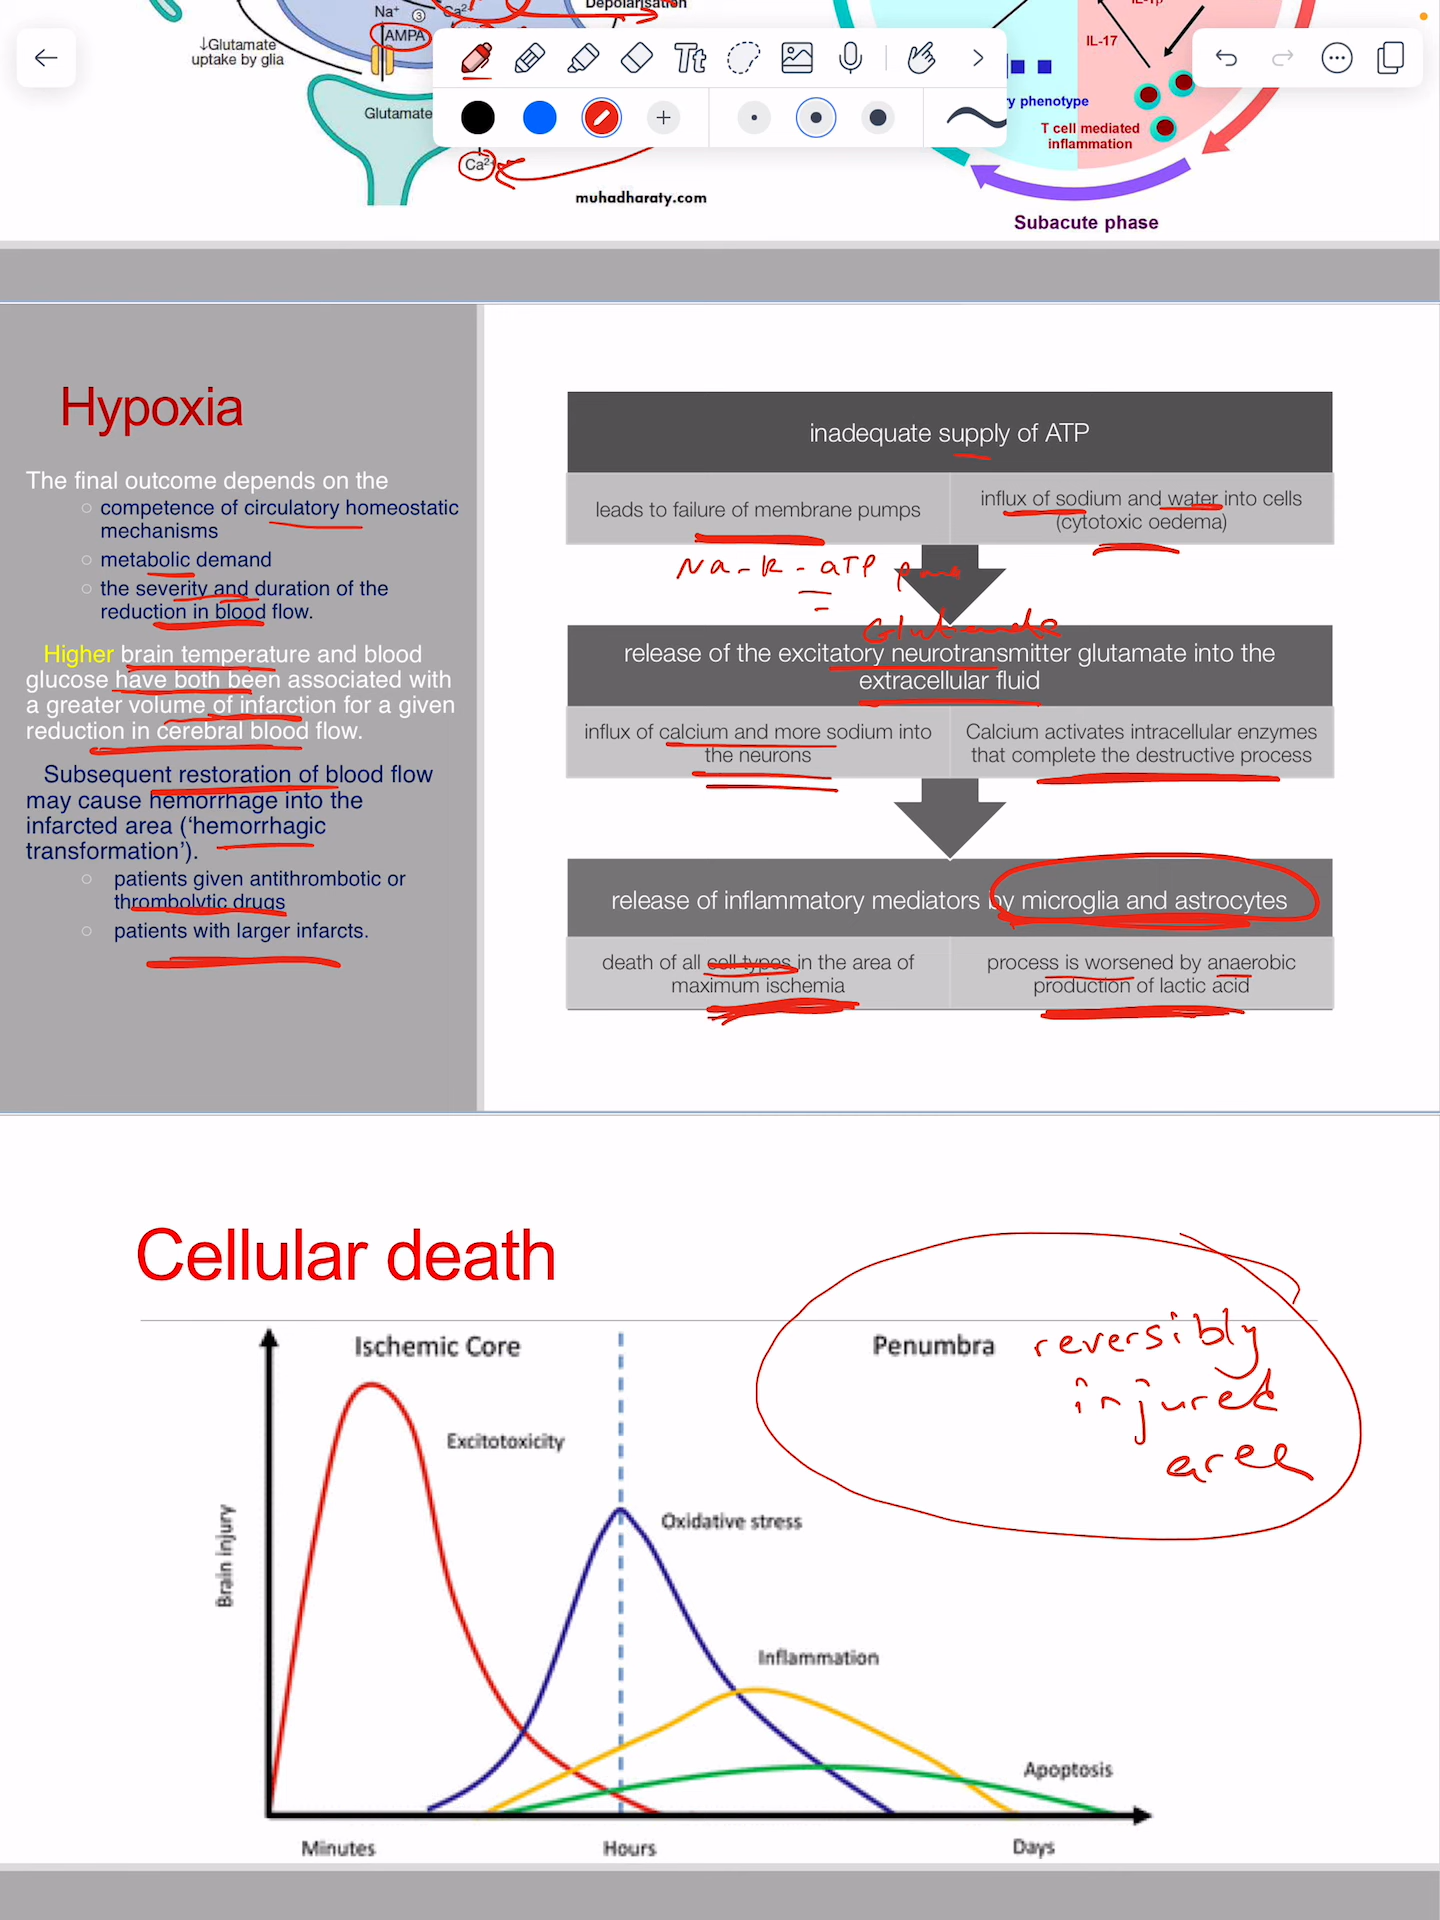 Na⁺ ③ Ca²⁺
Depolarisation
AMPA
↓Glutamate
uptake by glia
Glutamate
Ca²⁺
muhadharaty.com
Tt
IL-1β
IL-17
phenotype
T cell mediated
inflammation
Subacute phase
Hypoxia
The final outcome depends on the
competence of circulatory homeostatic
mechanisms
metabolic demand
the severity and duration of the
reduction in blood flow.
Higher brain temperature and blood
glucose have both been associated with
a greater volume of infarction for a given
reduction in cerebral blood flow.
Subsequent restoration of blood flow
may cause hemorrhage into the
infarcted area (‘hemorrhagic
transformation’).
patients given antithrombotic or
thrombolytic drugs
patients with larger infarcts.
inadequate supply of ATP
leads to failure of membrane pumps
influx of sodium and water into cells
(cytotoxic oedema)
Na - K - ATP
Glutamate
release of the excitatory neurotransmitter glutamate into the
extracellular fluid
influx of calcium and more sodium into
the neurons
Calcium activates intracellular enzymes
that complete the destructive process
release of inflammatory mediators by microglia and astrocytes
death of all cell types in the area of
maximum ischemia
process is worsened by anaerobic
production of lactic acid
Cellular death
Ischemic Core
Penumbra
reversibly
injured
area
Excitotoxicity
Oxidative stress
Brain injury
Inflammation
Apoptosis
Minutes
Hours
Days